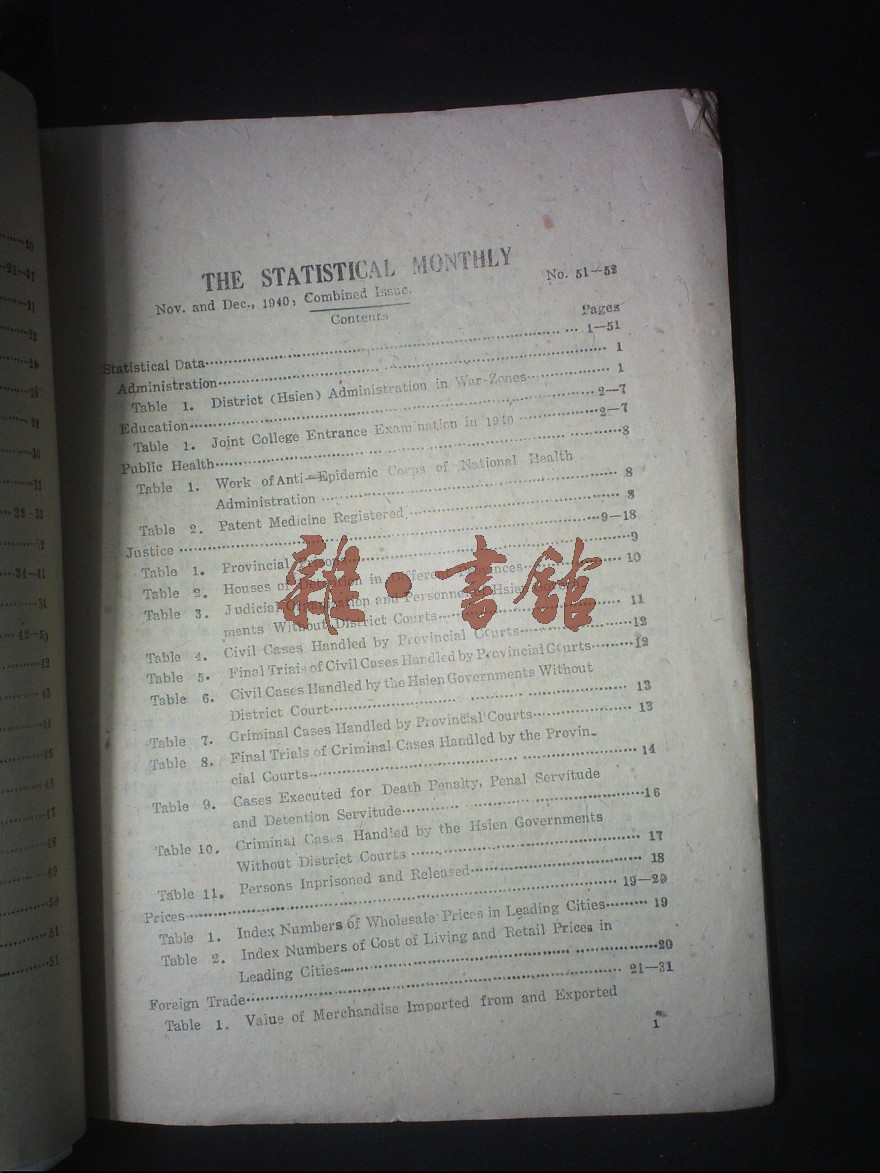 THE STATISTICAL MONTHLY
Nov. and Dec., 1940, Combined Issue. No. 51—52
Contents
Pages
Statistical Data 1—51
Administration 1
Table 1. District (Hsien) Administration in War-Zones 1
Education 2—7
Table 1. Joint College Entrance Examination in 1940 2—7
Public Health 8
Table 1. Work of Anti-Epidemic Corps of National Health
Administration 8
Table 2. Patent Medicine Registered 8
Justice 9—18
Table 1. Provincial 9
Table 2. Houses of Detention in Different Provinces 10
Table 3. Judicial Organization and Personnel Hsien
ments Without District Courts 11
Table 4. Civil Cases Handled by Provincial Courts 12
Table 5. Final Trials of Civil Cases Handled by Provincial Courts 12
Table 6. Civil Cases Handled by the Hsien Governments Without
District Court 13
Table 7. Criminal Cases Handled by Provincial Courts 13
Table 8. Final Trials of Criminal Cases Handled by the Provin-
cial Courts 14
Table 9. Cases Executed for Death Penalty, Penal Servitude
and Detention Servitude 16
Table 10. Criminal Cases Handled by the Hsien Governments
Without District Courts 17
Table 11. Persons Inprisoned and Released 18
Prices 19—20
Table 1. Index Numbers of Wholesale Prices in Leading Cities 19
Table 2. Index Numbers of Cost of Living and Retail Prices in
Leading Cities 20
Foreign Trade 21—31
Table 1. Value of Merchandise Imported from and Exported
1
雜·書館